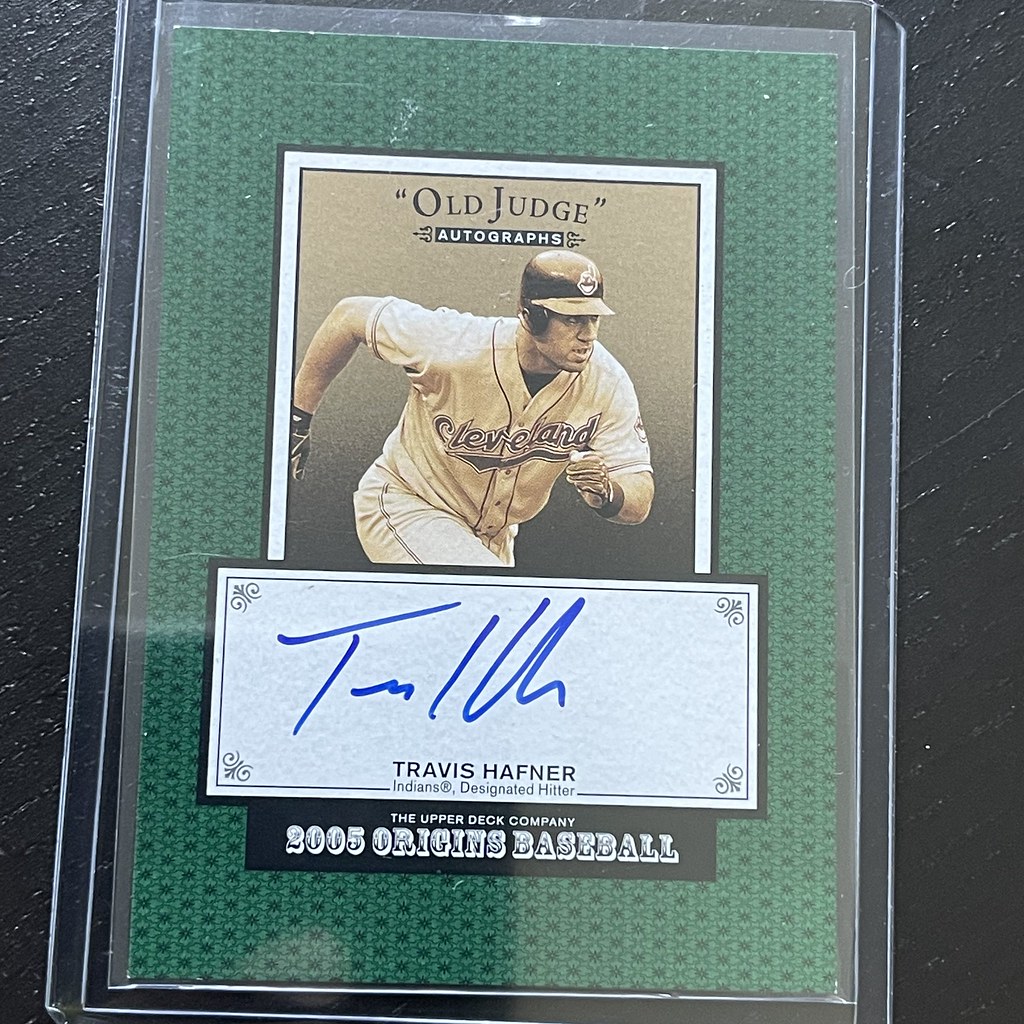 "OLD JUDGE"
AUTOGRAPHS
Cleveland
TRAVIS HAFNER
Indians®, Designated Hitter
THE UPPER DECK COMPANY
2005 ORIGINS BASEBALL